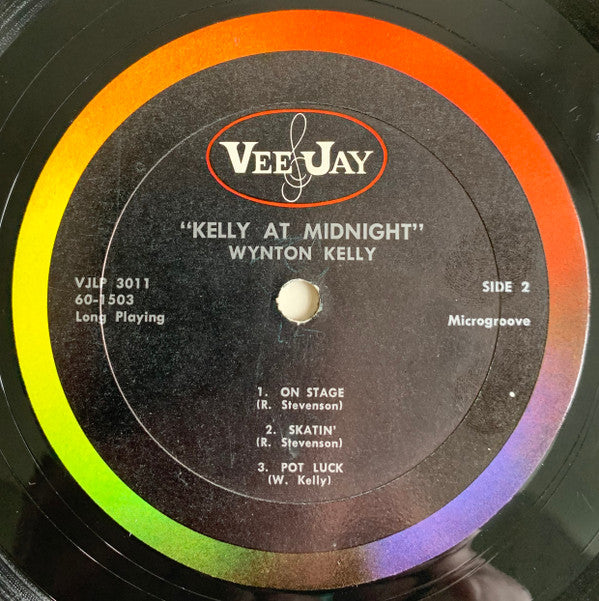 VEE JAY
"KELLY AT MIDNIGHT"
WYNTON KELLY
VJLP 3011
60-1503
Long Playing
SIDE 2
Microgroove
1. ON STAGE
(R. Stevenson)
2. SKATIN'
(R. Stevenson)
3. POT LUCK
(W. Kelly)